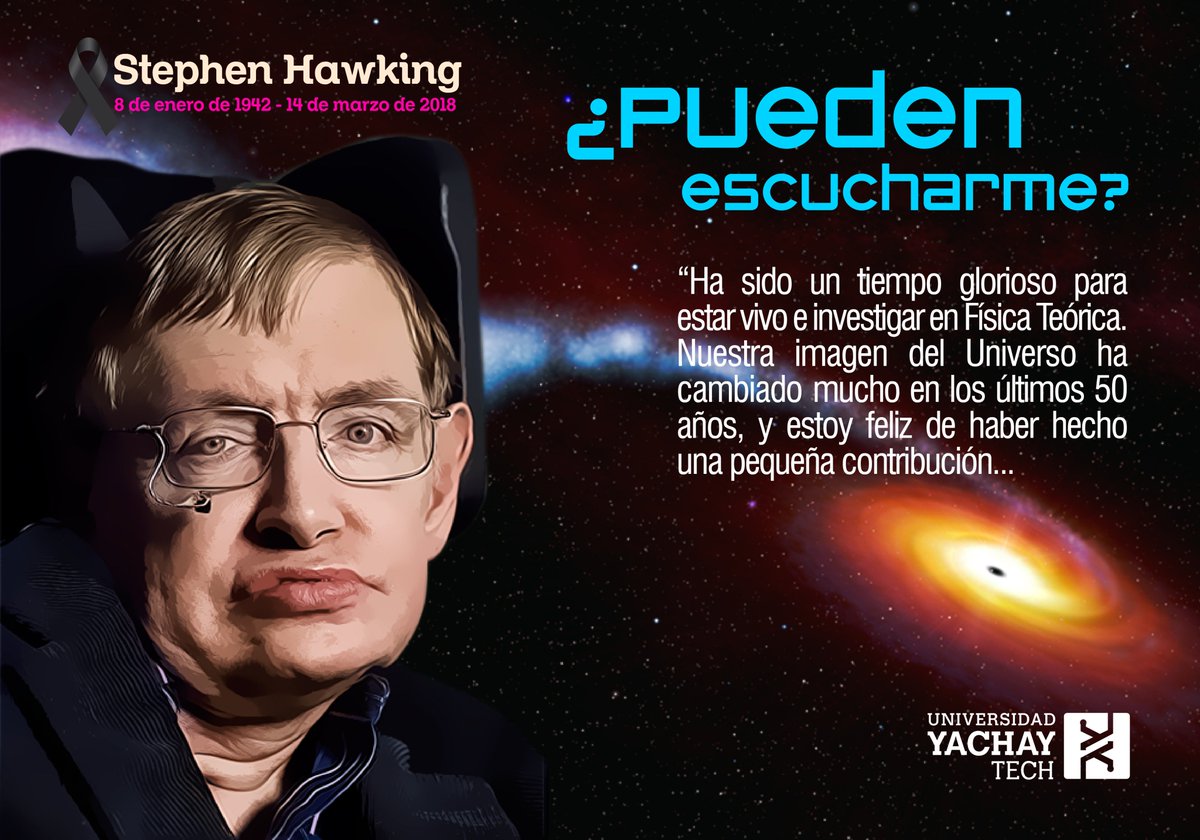 Stephen Hawking
8 de enero de 1942 - 14 de marzo de 2018
¿Pueden
escucharme?
“Ha sido un tiempo glorioso para
estar vivo e investigar en Física Teórica.
Nuestra imagen del Universo ha
cambiado mucho en los últimos 50
años, y estoy feliz de haber hecho
una pequeña contribución...
UNIVERSIDAD
YACHAY
TECH